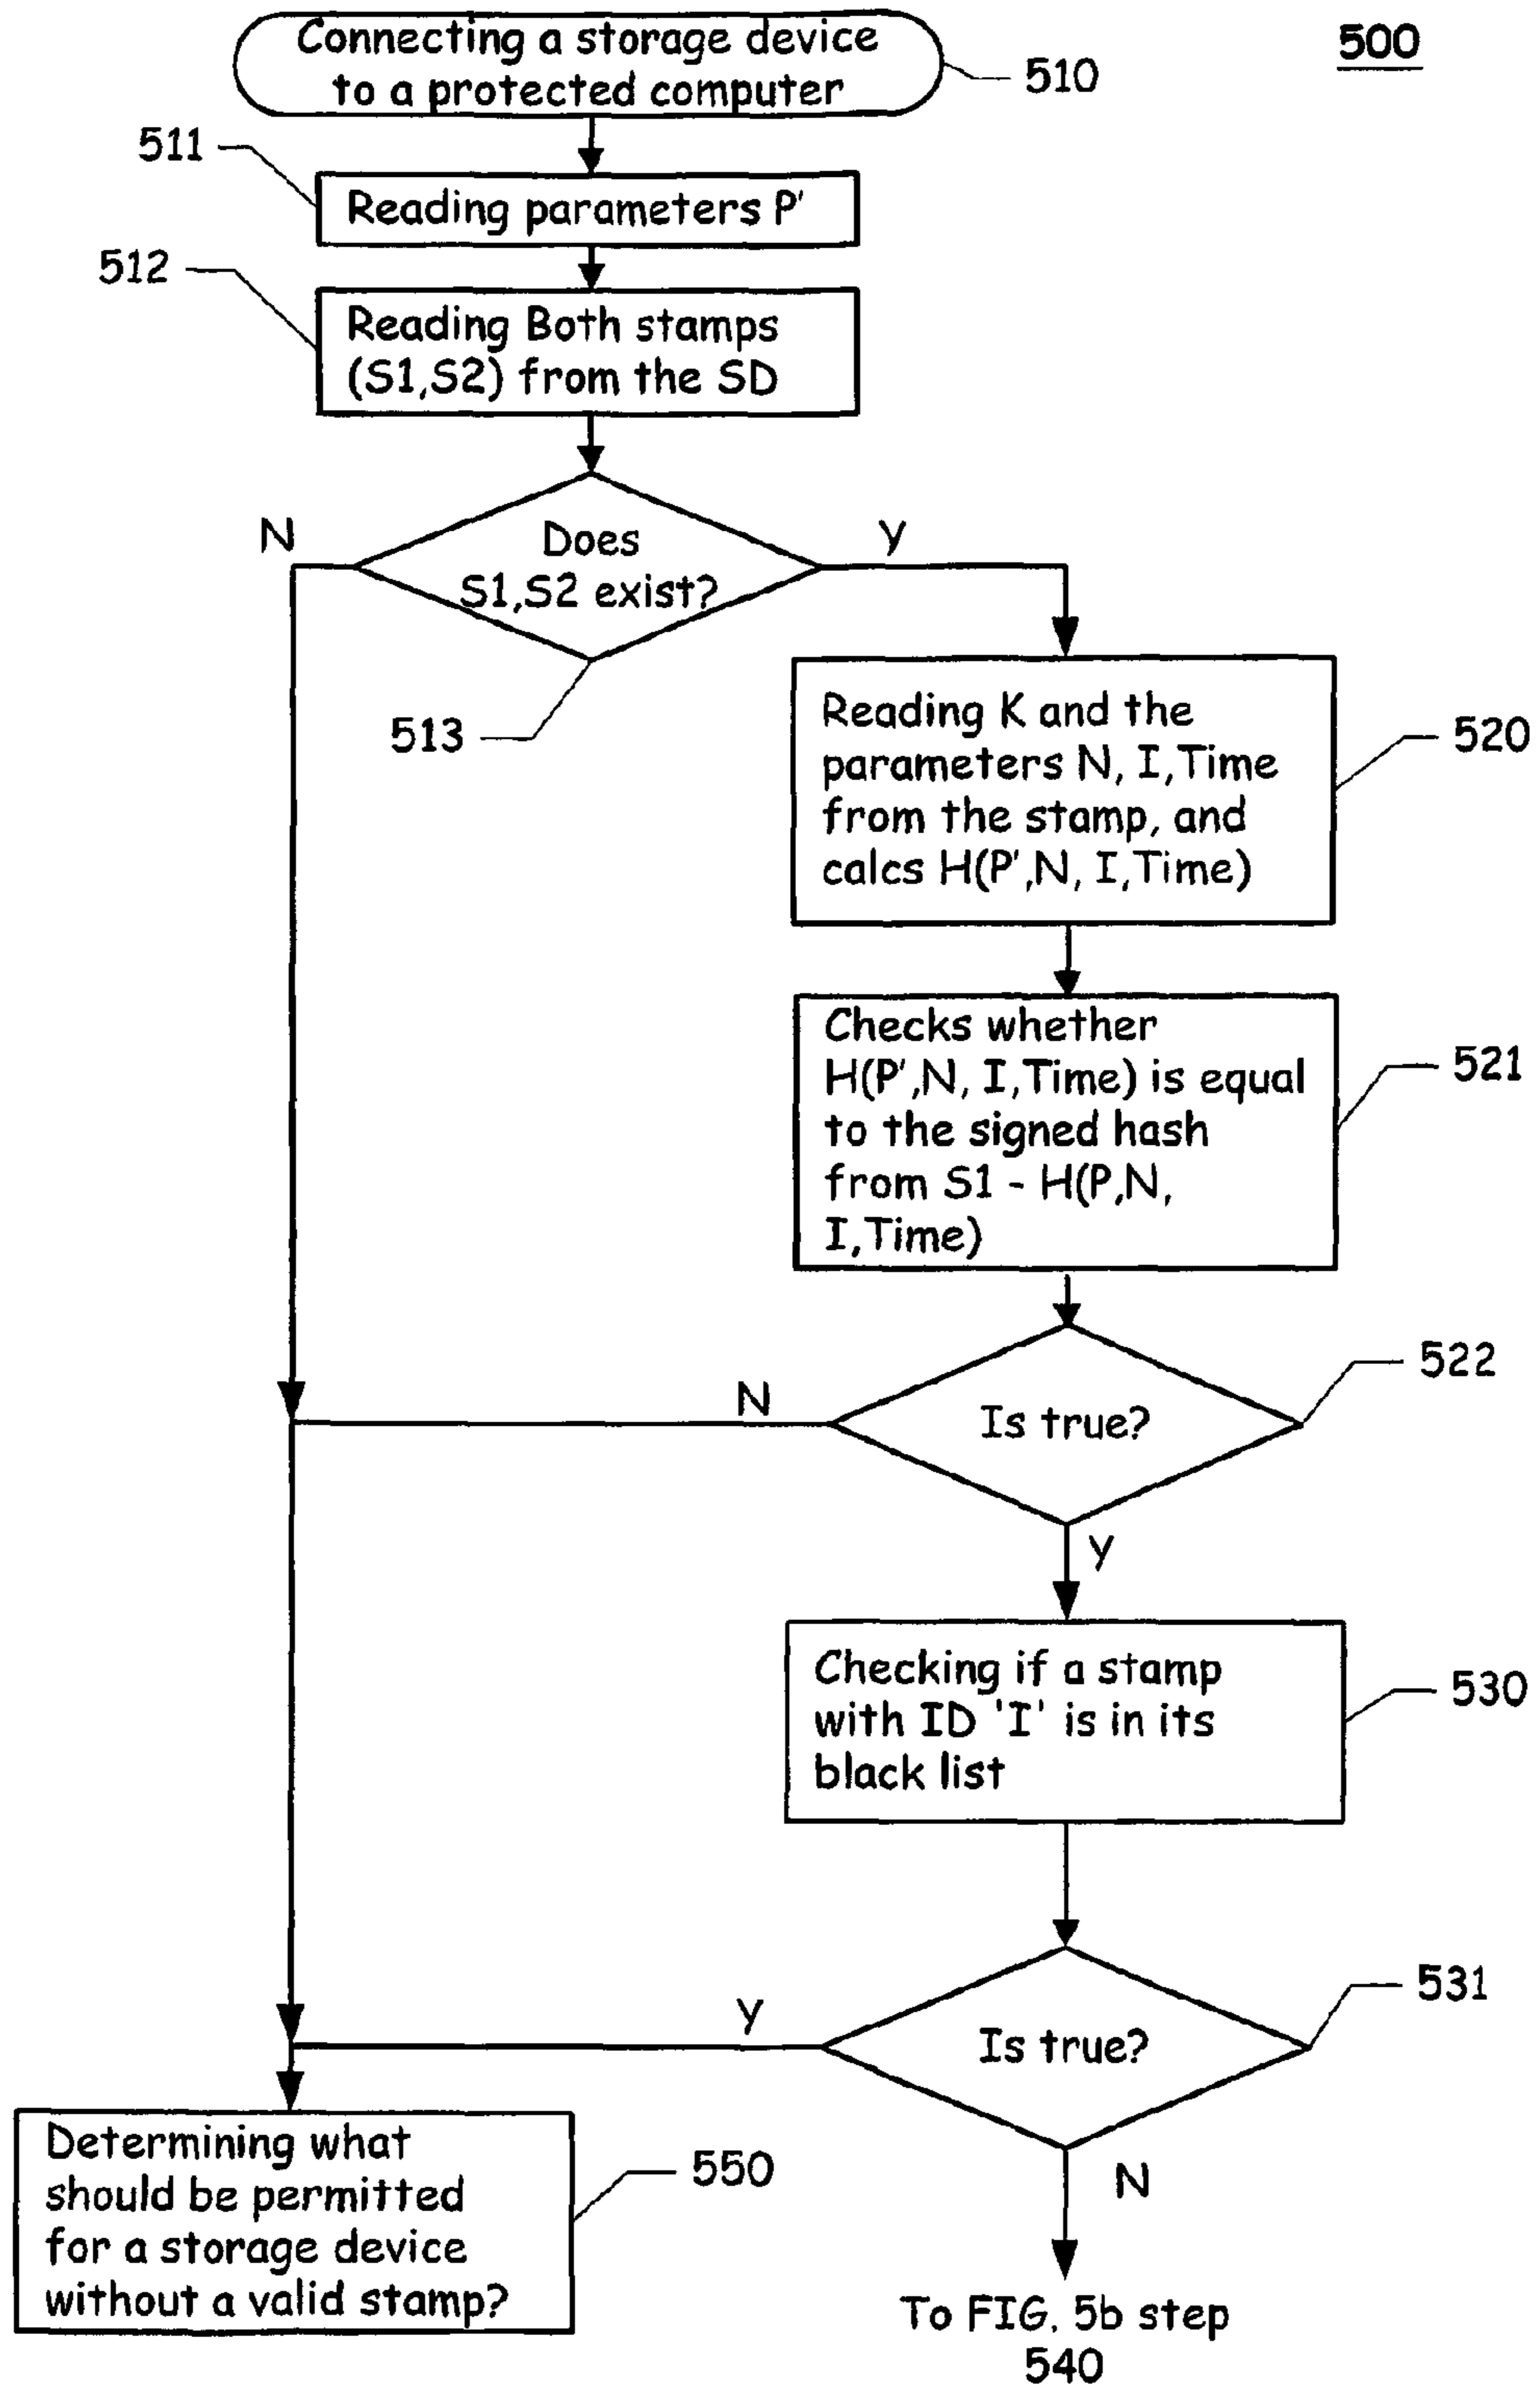 Connecting a storage device
to a protected computer
500
510
511
Reading parameters P'
512
Reading Both stamps
(S1,S2) from the SD
N
Does
S1,S2 exist?
Y
513
Reading K and the
parameters N, I,Time
from the stamp, and
calcs H(P',N, I,Time)
520
Checks whether
H(P',N, I,Time) is equal
to the signed hash
from S1 - H(P,N,
I,Time)
521
N
Is true?
522
Y
Checking if a stamp
with ID 'I' is in its
black list
530
Y
Is true?
531
N
Determining what
should be permitted
for a storage device
without a valid stamp?
550
To FIG. 5b step
540